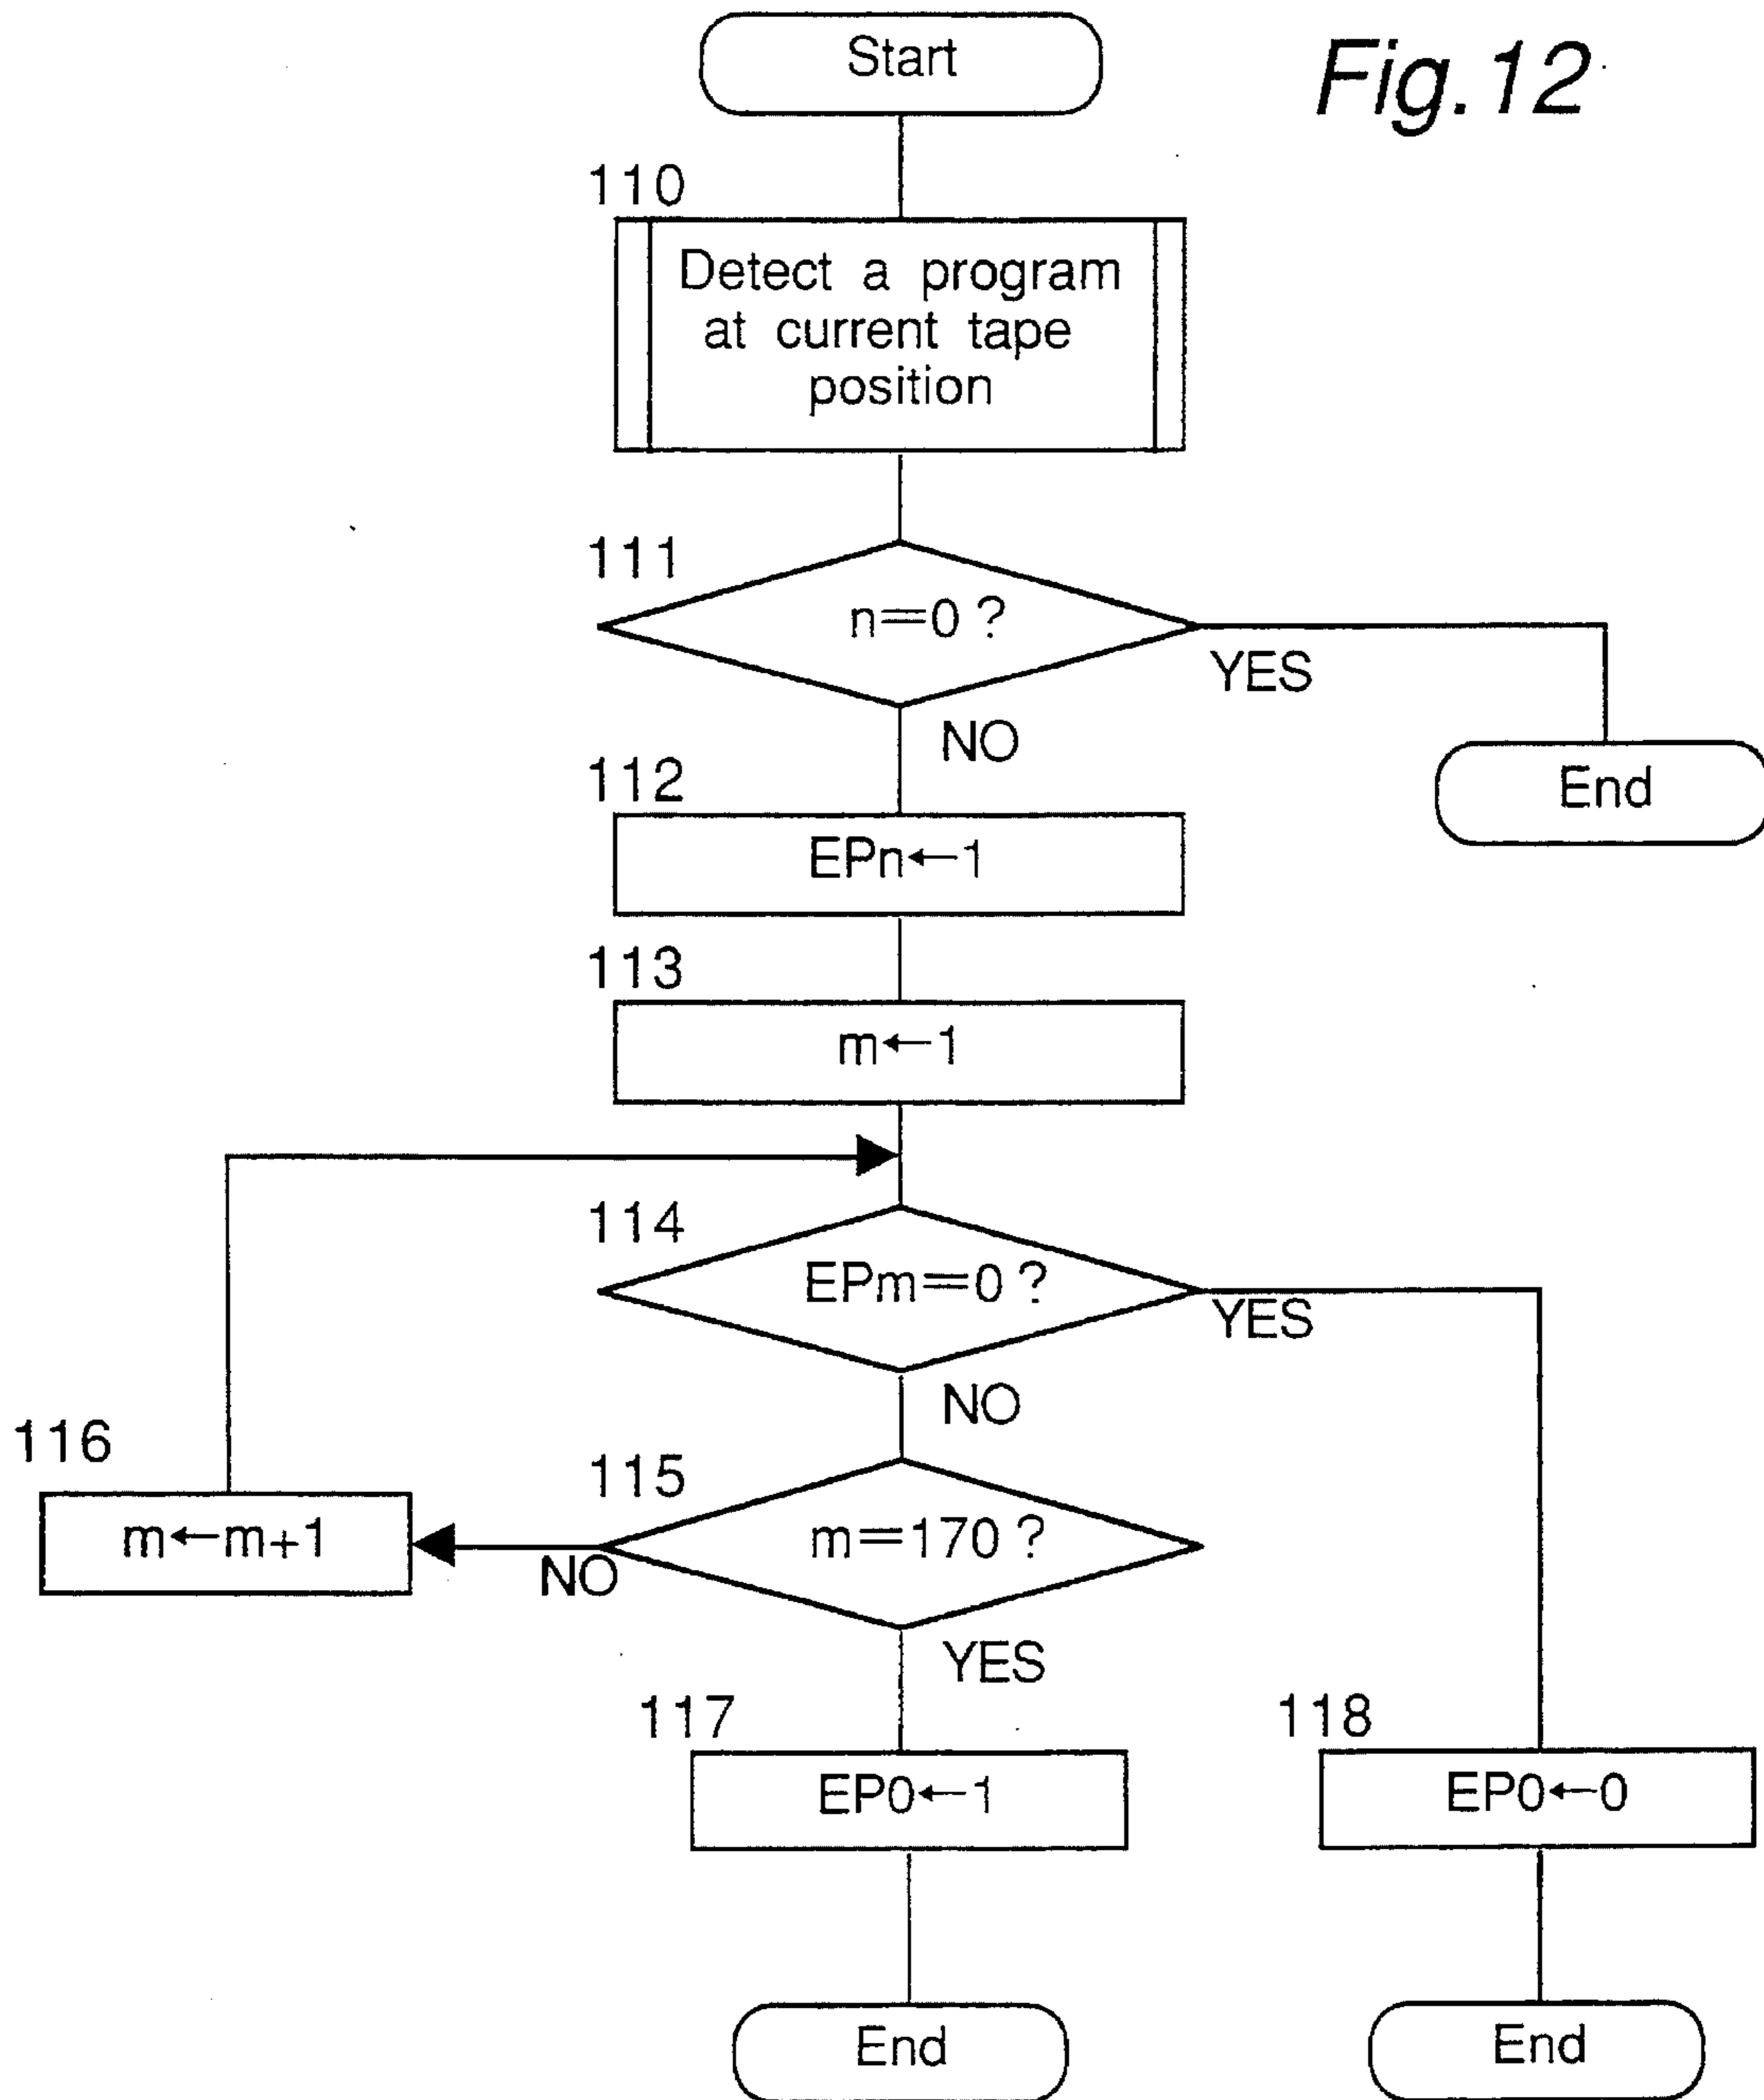 Start
Fig.12
110
Detect a program
at current tape
position
111
n=0 ?
YES
NO
End
112
EPn←1
113
m←1
114
EPm=0 ?
YES
NO
116
m←m+1
115
m=170 ?
NO
YES
117
EP0←1
118
EP0←0
End
End